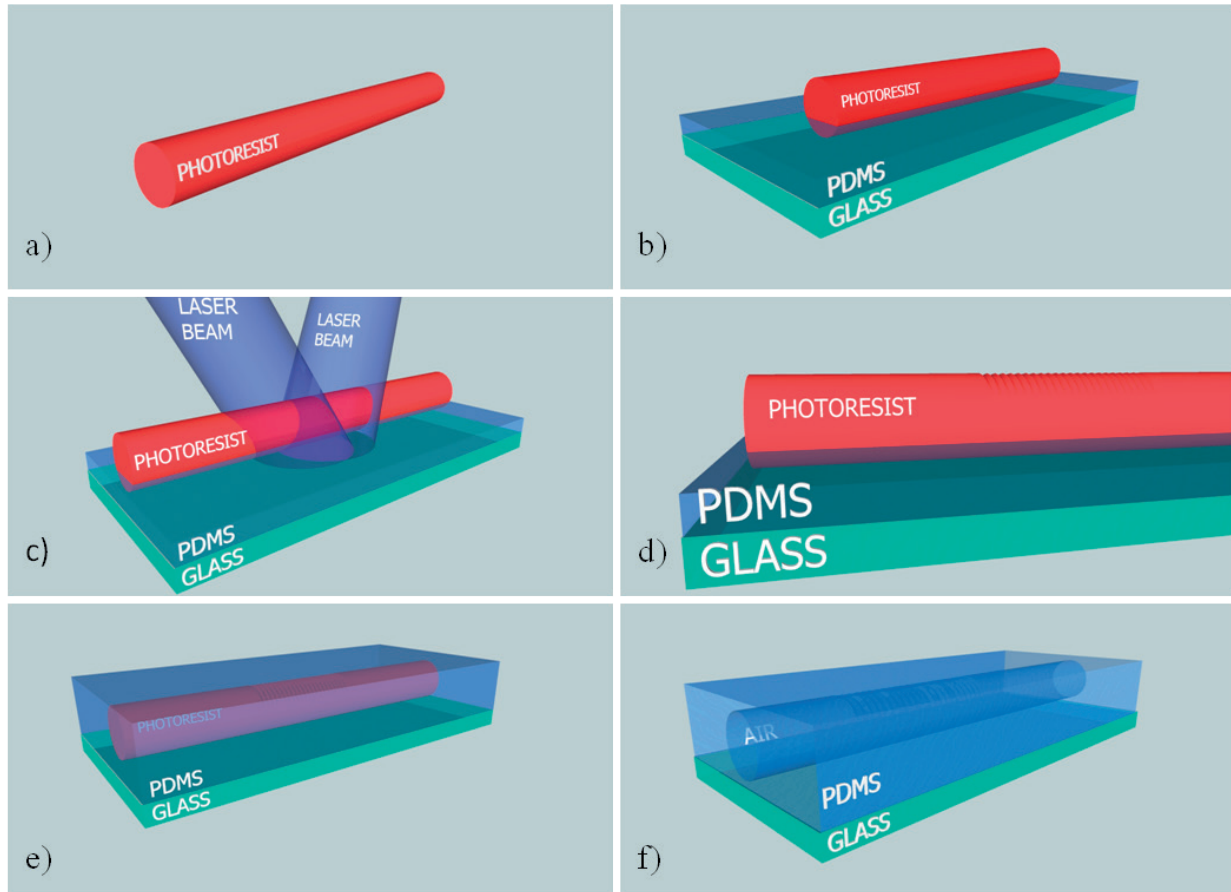 PHOTORESIST
a)
PHOTORESIST
PDMS
GLASS
b)
LASER
BEAM
LASER
BEAM
PHOTORESIST
PDMS
GLASS
c)
PHOTORESIST
PDMS
GLASS
d)
PHOTORESIST
PDMS
GLASS
e)
AIR
PDMS
GLASS
f)